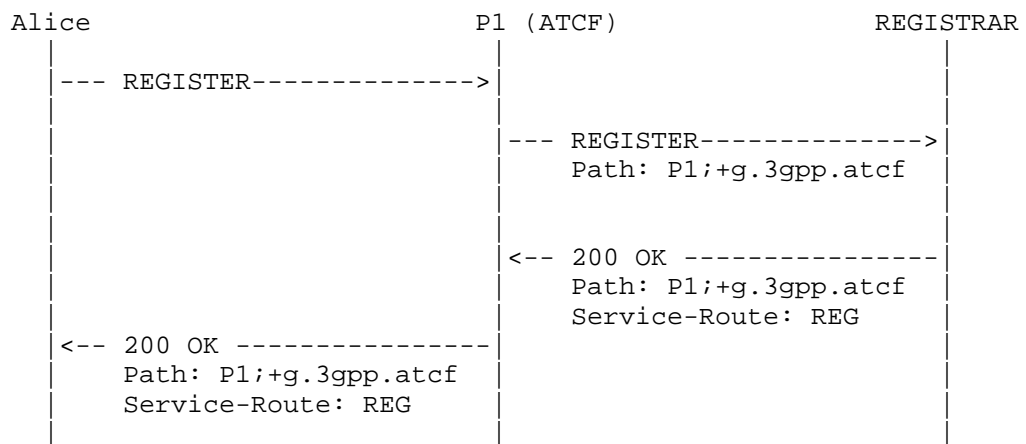 Alice                          P1 (ATCF)                REGISTRAR
|--- REGISTER-------------->|
|--- REGISTER-------------->|
Path: P1;+g.3gpp.atcf
|<-- 200 OK ----------------|
Path: P1;+g.3gpp.atcf
Service-Route: REG
|<-- 200 OK ----------------|
Path: P1;+g.3gpp.atcf
Service-Route: REG